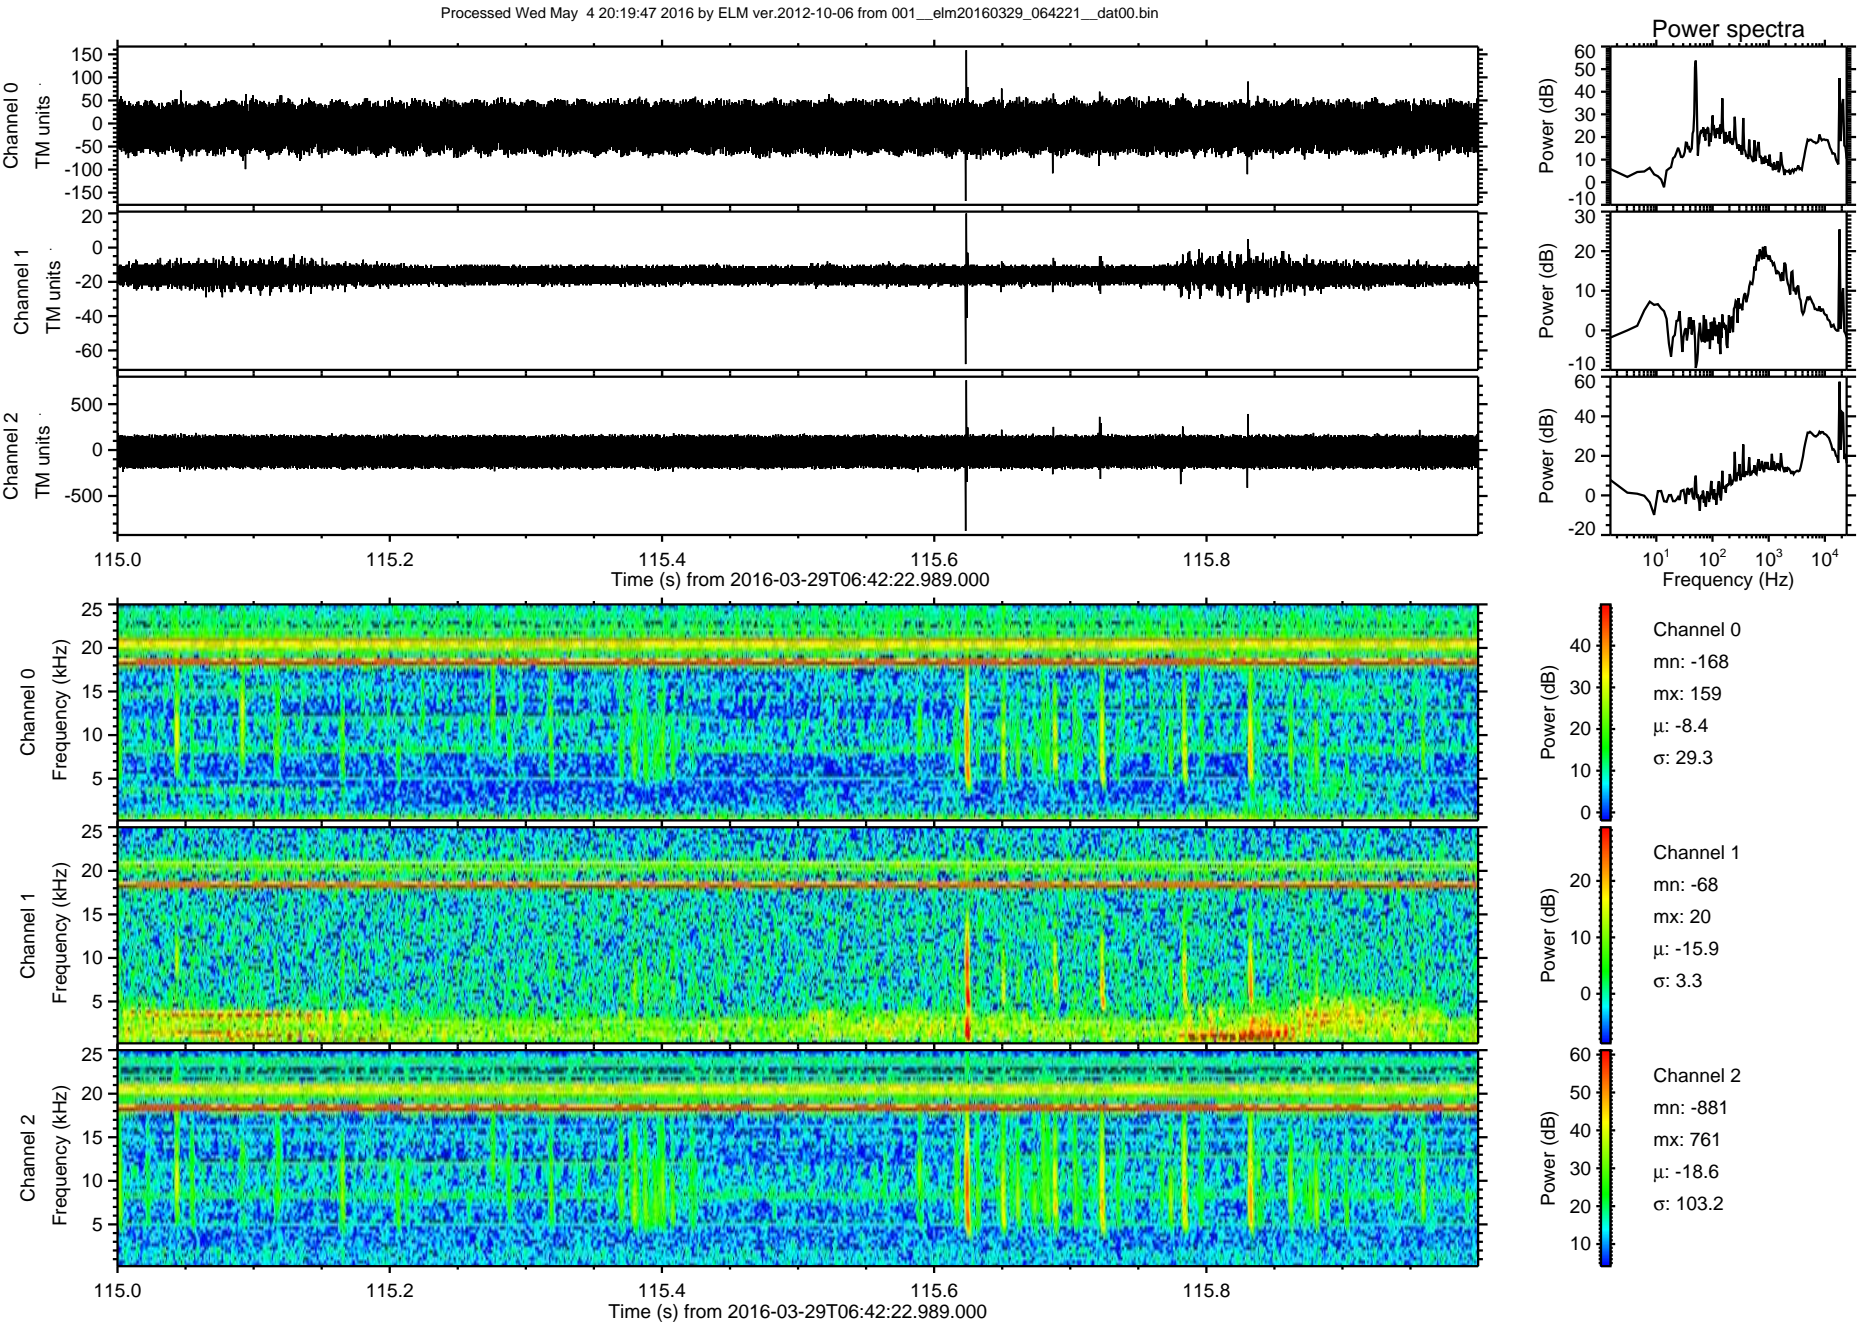 Processed Wed May  4 20:19:47 2016 by ELM ver.2012-10-06 from 001__elm20160329_064221__dat00.bin
Power spectra
Channel 0
TM units
150
100
50
0
-50
-100
-150
Power (dB)
60
50
40
30
20
10
0
-10
Channel 1
TM units
20
0
-20
-40
-60
Power (dB)
30
20
10
0
-10
Channel 2
TM units
500
0
-500
Power (dB)
60
40
20
0
-20
115.0 115.2 115.4 115.6 115.8
Time (s) from 2016-03-29T06:42:22.989.000
10¹ 10² 10³ 10⁴
Frequency (Hz)
Channel 0
Frequency (kHz)
25
20
15
10
5
Power (dB)
40
30
20
10
0
Channel 0
mn: -168
mx: 159
μ: -8.4
σ: 29.3
Channel 1
Frequency (kHz)
25
20
15
10
5
Power (dB)
20
10
0
Channel 1
mn: -68
mx: 20
μ: -15.9
σ: 3.3
Channel 2
Frequency (kHz)
25
20
15
10
5
Power (dB)
60
50
40
30
20
10
Channel 2
mn: -881
mx: 761
μ: -18.6
σ: 103.2
115.0 115.2 115.4 115.6 115.8
Time (s) from 2016-03-29T06:42:22.989.000